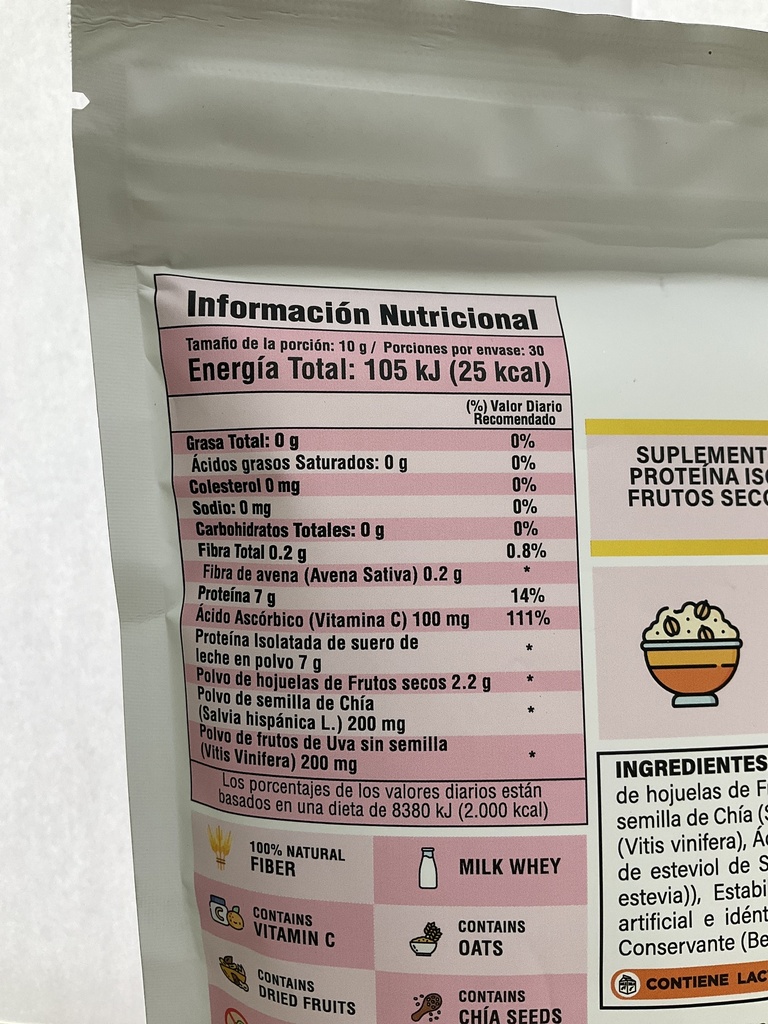 Información Nutricional
Tamaño de la porción: 10 g / Porciones por envase: 30
Energía Total: 105 kJ (25 kcal)
(%) Valor Diario
Recomendado
Grasa Total: 0 g 0%
Ácidos grasos Saturados: 0 g 0%
Colesterol 0 mg 0%
Sodio: 0 mg 0%
Carbohidratos Totales: 0 g 0%
Fibra Total 0.2 g 0.8%
Fibra de avena (Avena Sativa) 0.2 g *
Proteína 7 g 14%
Ácido Ascórbico (Vitamina C) 100 mg 111%
Proteína Isolatada de suero de
leche en polvo 7 g *
Polvo de hojuelas de Frutos secos 2.2 g *
Polvo de semilla de Chía
(Salvia hispánica L.) 200 mg *
Polvo de frutos de Uva sin semilla
(Vitis Vinifera) 200 mg *
Los porcentajes de los valores diarios están
basados en una dieta de 8380 kJ (2.000 kcal)
100% NATURAL
FIBER
MILK WHEY
CONTAINS
VITAMIN C
CONTAINS
OATS
CONTAINS
DRIED FRUITS
CONTAINS
CHÍA SEEDS
SUPLEMENT
PROTEÍNA IS
FRUTOS SEC
INGREDIENTES
de hojuelas de F
semilla de Chía (
(Vitis vinifera), Á
de esteviol de S
estevia)), Estabi
artificial e idént
Conservante (Be
CONTIENE LAC